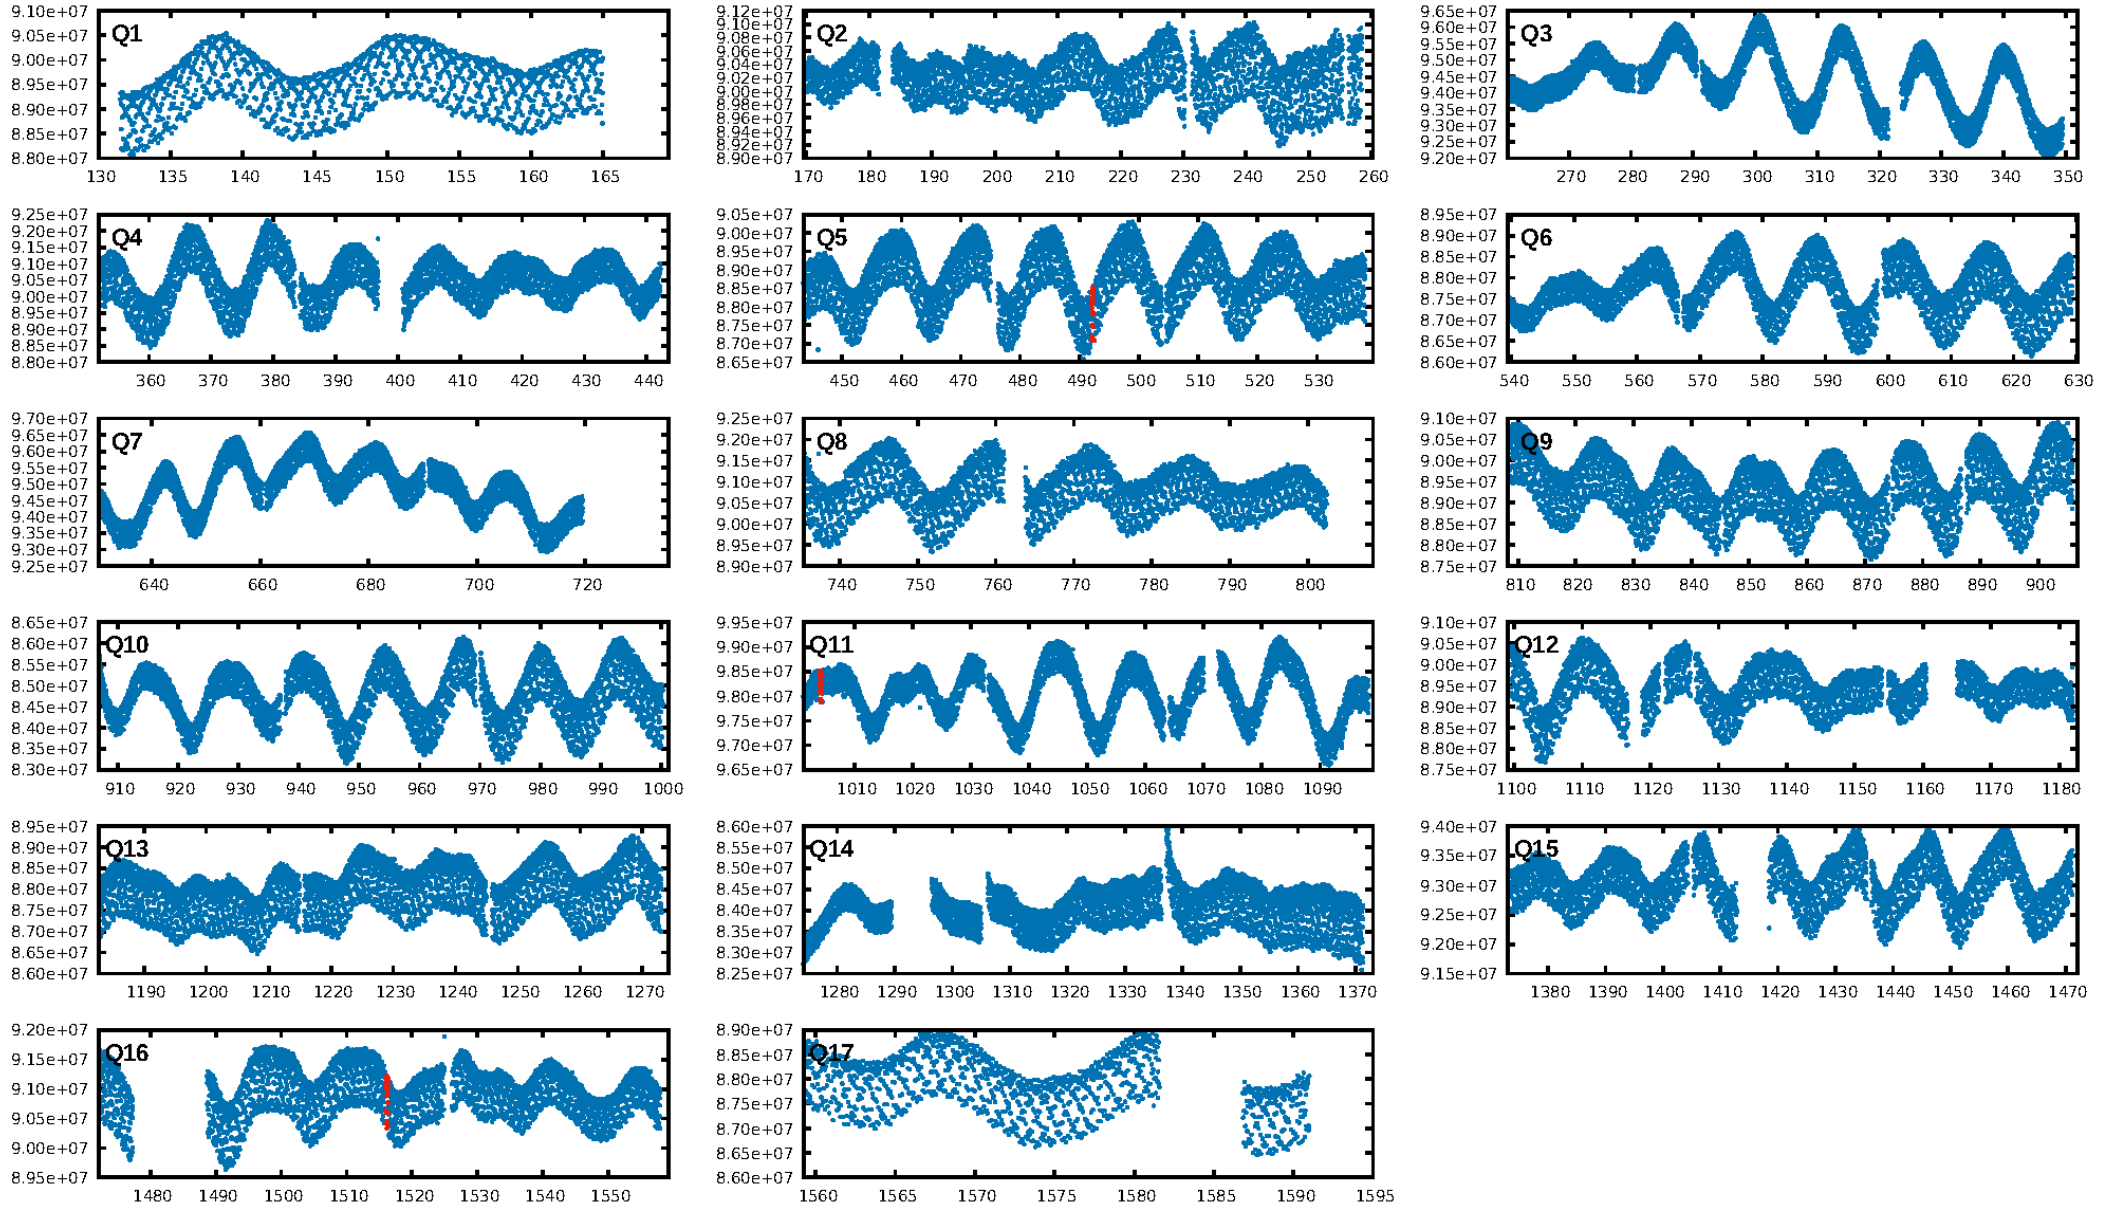 9.10e+07
9.05e+07
9.00e+07
8.95e+07
8.90e+07
8.85e+07
8.80e+07
Q1
130 135 140 145 150 155 160 165
9.12e+07
9.10e+07
9.08e+07
9.06e+07
9.04e+07
9.02e+07
9.00e+07
8.98e+07
8.96e+07
8.94e+07
8.92e+07
8.90e+07
Q2
170 180 190 200 210 220 230 240 250 260
9.65e+07
9.60e+07
9.55e+07
9.50e+07
9.45e+07
9.40e+07
9.35e+07
9.30e+07
9.25e+07
9.20e+07
Q3
270 280 290 300 310 320 330 340 350
9.25e+07
9.20e+07
9.15e+07
9.10e+07
9.05e+07
9.00e+07
8.95e+07
8.90e+07
8.85e+07
8.80e+07
Q4
360 370 380 390 400 410 420 430 440
9.05e+07
9.00e+07
8.95e+07
8.90e+07
8.85e+07
8.80e+07
8.75e+07
8.70e+07
8.65e+07
Q5
450 460 470 480 490 500 510 520 530
8.95e+07
8.90e+07
8.85e+07
8.80e+07
8.75e+07
8.70e+07
8.65e+07
8.60e+07
Q6
540 550 560 570 580 590 600 610 620 630
9.70e+07
9.65e+07
9.60e+07
9.55e+07
9.50e+07
9.45e+07
9.40e+07
9.35e+07
9.30e+07
9.25e+07
Q7
640 660 680 700 720
9.25e+07
9.20e+07
9.15e+07
9.10e+07
9.05e+07
9.00e+07
8.95e+07
8.90e+07
Q8
740 750 760 770 780 790 800
9.10e+07
9.05e+07
9.00e+07
8.95e+07
8.90e+07
8.85e+07
8.80e+07
8.75e+07
Q9
810 820 830 840 850 860 870 880 890 900
8.65e+07
8.60e+07
8.55e+07
8.50e+07
8.45e+07
8.40e+07
8.35e+07
8.30e+07
Q10
910 920 930 940 950 960 970 980 990 1000
9.95e+07
9.90e+07
9.85e+07
9.80e+07
9.75e+07
9.70e+07
9.65e+07
Q11
1010 1020 1030 1040 1050 1060 1070 1080 1090
9.10e+07
9.05e+07
9.00e+07
8.95e+07
8.90e+07
8.85e+07
8.80e+07
8.75e+07
Q12
1100 1110 1120 1130 1140 1150 1160 1170 1180
8.95e+07
8.90e+07
8.85e+07
8.80e+07
8.75e+07
8.70e+07
8.65e+07
8.60e+07
Q13
1190 1200 1210 1220 1230 1240 1250 1260 1270
8.60e+07
8.55e+07
8.50e+07
8.45e+07
8.40e+07
8.35e+07
8.30e+07
8.25e+07
Q14
1280 1290 1300 1310 1320 1330 1340 1350 1360 1370
9.40e+07
9.35e+07
9.30e+07
9.25e+07
9.20e+07
9.15e+07
Q15
1380 1390 1400 1410 1420 1430 1440 1450 1460 1470
9.20e+07
9.15e+07
9.10e+07
9.05e+07
9.00e+07
8.95e+07
Q16
1480 1490 1500 1510 1520 1530 1540 1550
8.90e+07
8.85e+07
8.80e+07
8.75e+07
8.70e+07
8.65e+07
8.60e+07
Q17
1560 1565 1570 1575 1580 1585 1590 1595